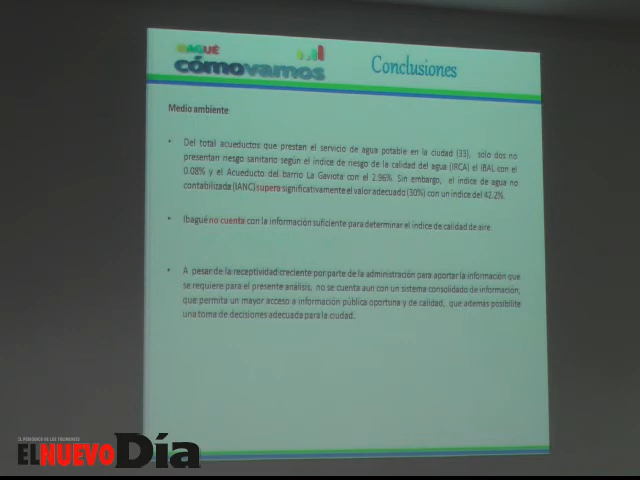 IBAGUÉ
cómovamos
Conclusiones
Medio ambiente
• Del total acueductos que prestan el servicio de agua potable en la ciudad (33), solo dos no
presentan riesgo sanitario según el índice de riesgo de la calidad del agua (IRCA) el IBAL con el
0.08% y el Acueducto del barrio La Gaviota con el 2.96%. Sin embargo, el índice de agua no
contabilizada (IANC) supera significativamente el valor adecuado (30%) con un índice del 42.2%.
• Ibagué no cuenta con la información suficiente para determinar el índice de calidad de aire
• A pesar de la receptividad creciente por parte de la administración para aportar la información que
se requiere para el presente análisis, no se cuenta aun con un sistema consolidado de información,
que permita un mayor acceso a información pública oportuna y de calidad, que además posibilite
una toma de decisiones adecuada para la ciudad.
EL PERIÓDICO DE LOS TOLIMENSES
EL NUEVO Día